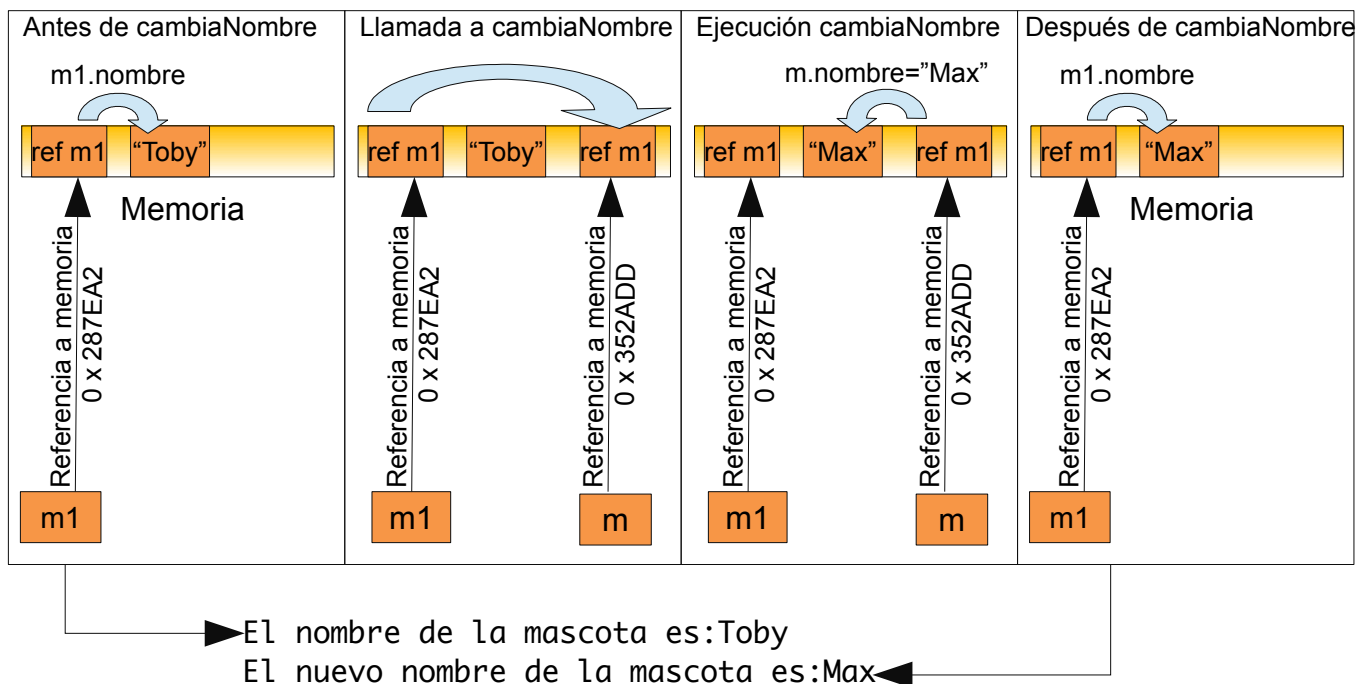 Antes de cambiaNombre
m1.nombre
ref m1
“Toby”
Memoria
Referencia a memoria
0 x 287EA2
m1
Llamada a cambiaNombre
ref m1
“Toby”
ref m1
Referencia a memoria
0 x 287EA2
Referencia a memoria
0 x 352ADD
m1
m
Ejecución cambiaNombre
m.nombre=”Max”
ref m1
“Max”
ref m1
Referencia a memoria
0 x 287EA2
Referencia a memoria
0 x 352ADD
m1
m
Después de cambiaNombre
m1.nombre
ref m1
“Max”
Memoria
Referencia a memoria
0 x 287EA2
m1
El nombre de la mascota es:Toby
El nuevo nombre de la mascota es:Max